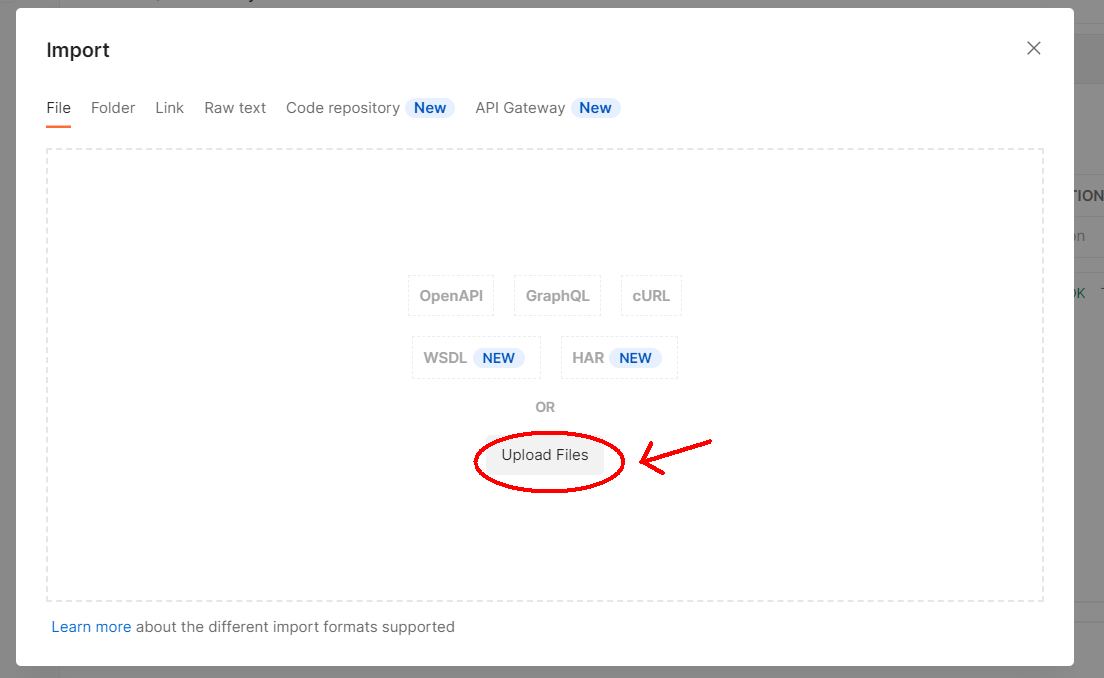 Import
File Folder Link Raw text Code repository New API Gateway New
TION
on
OpenAPI GraphQL cURL
OK
WSDL NEW HAR NEW
OR
Upload Files
Learn more about the different import formats supported